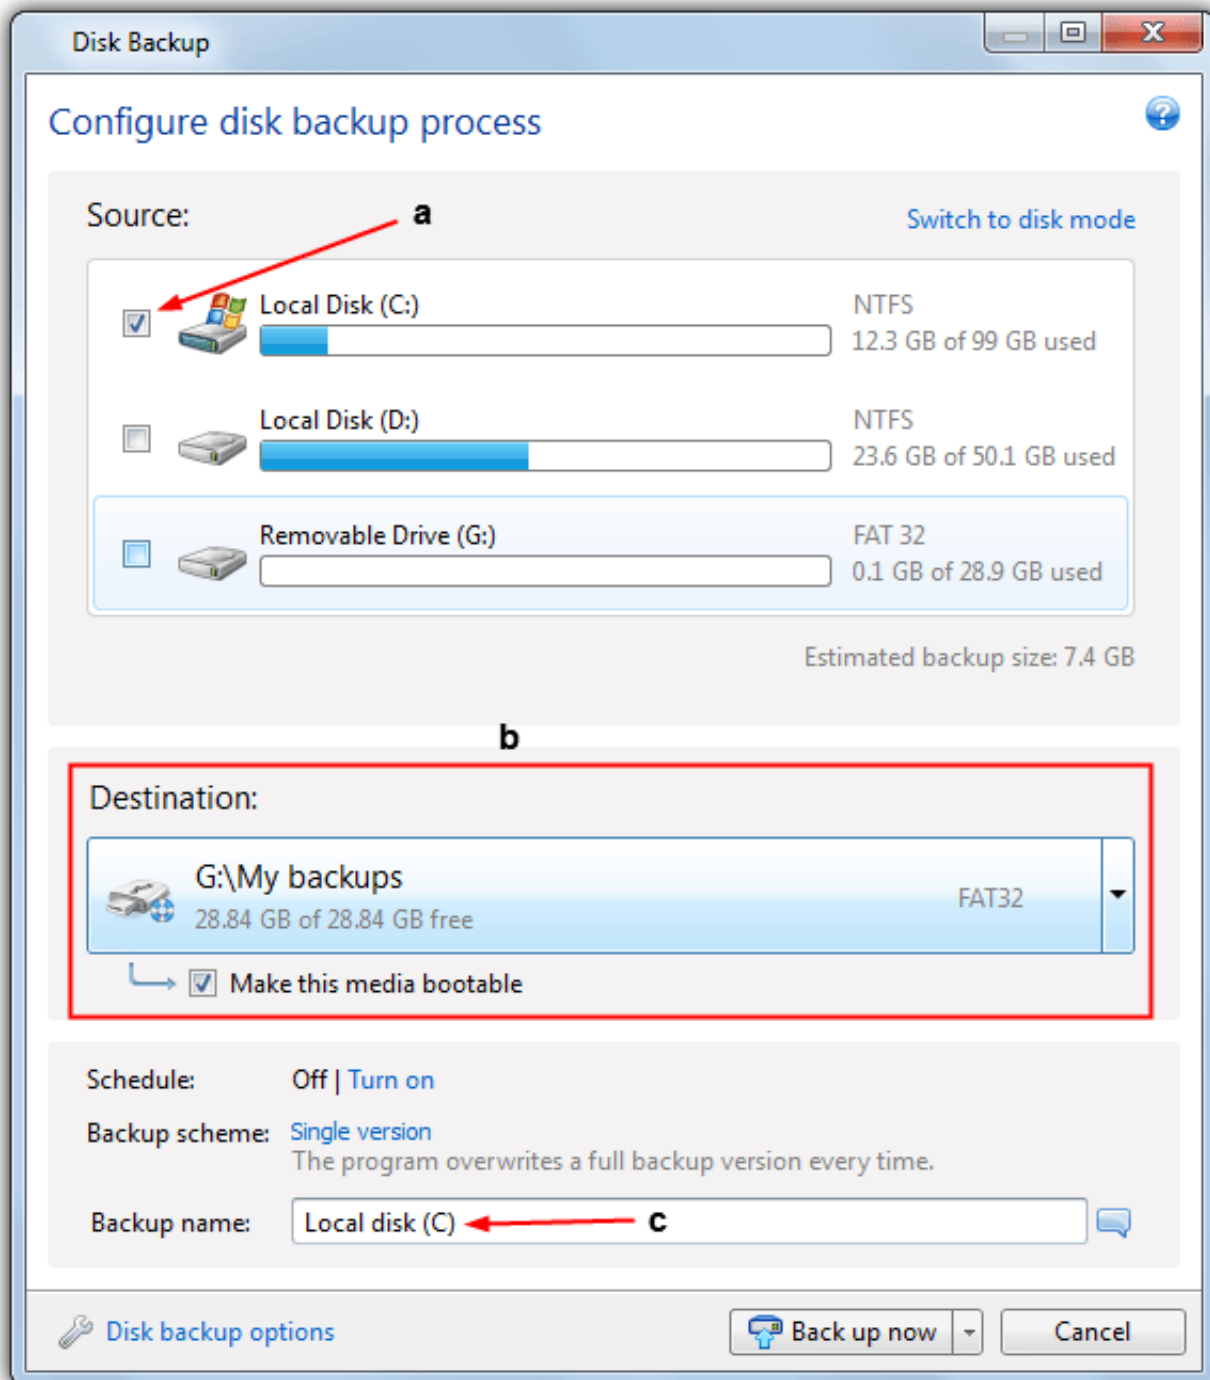 Disk Backup
Configure disk backup process
Source:
a
Switch to disk mode
Local Disk (C:)
NTFS
12.3 GB of 99 GB used
Local Disk (D:)
NTFS
23.6 GB of 50.1 GB used
Removable Drive (G:)
FAT 32
0.1 GB of 28.9 GB used
Estimated backup size: 7.4 GB
b
Destination:
G:\My backups
28.84 GB of 28.84 GB free
FAT32
Make this media bootable
Schedule: Off | Turn on
Backup scheme: Single version
The program overwrites a full backup version every time.
Backup name: Local disk (C)
c
Disk backup options
Back up now
Cancel